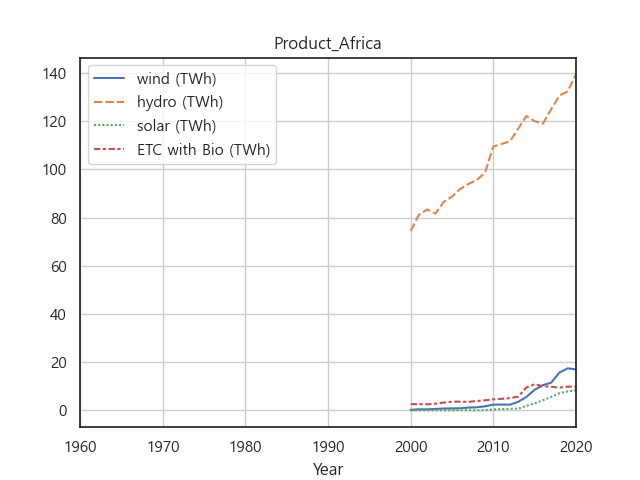 Product_Africa
wind (TWh)
hydro (TWh)
solar (TWh)
ETC with Bio (TWh)
140
120
100
80
60
40
20
0
1960 1970 1980 1990 2000 2010 2020
Year